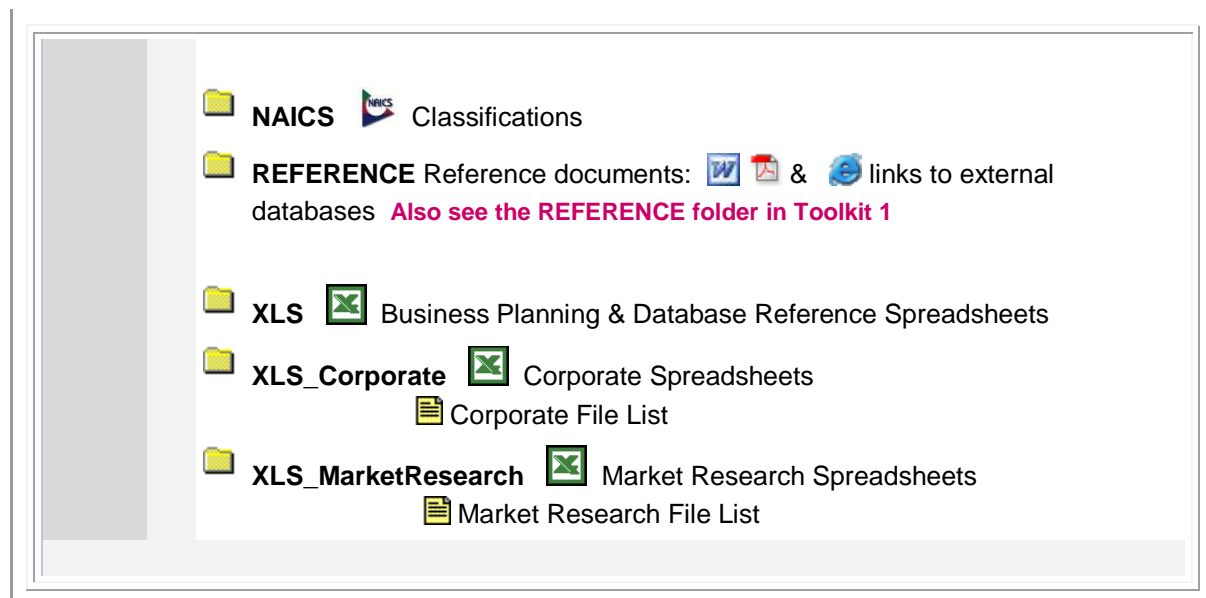 NAICS NAICS Classifications
REFERENCE Reference documents: W & links to external
databases Also see the REFERENCE folder in Toolkit 1
XLS Business Planning & Database Reference Spreadsheets
XLS_Corporate Corporate Spreadsheets
Corporate File List
XLS_MarketResearch Market Research Spreadsheets
Market Research File List